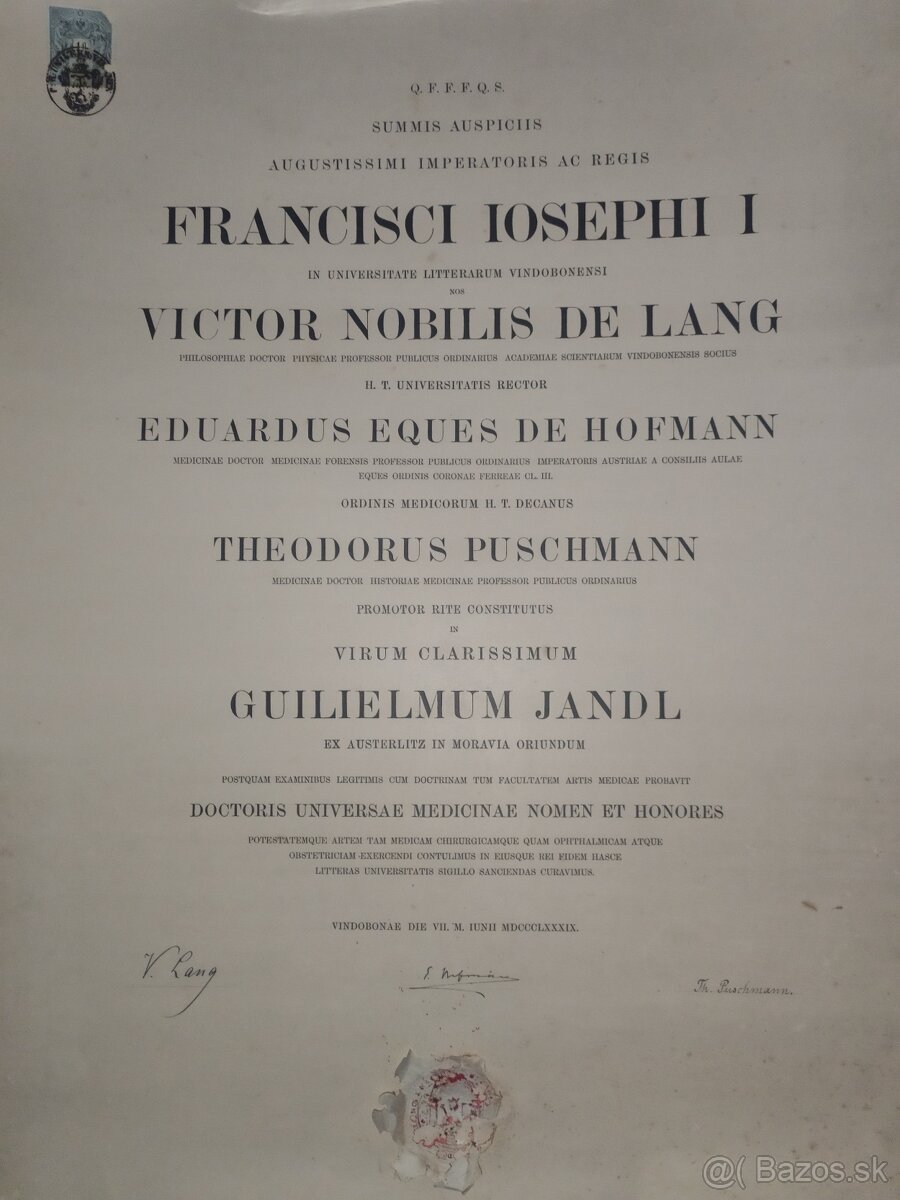 Q. F. F. F. Q. S.
SUMMIS AUSPICIIS
AUGUSTISSIMI IMPERATORIS AC REGIS
FRANCISCI IOSEPHI I
IN UNIVERSITATE LITTERARUM VINDOBONENSI
NOS
VICTOR NOBILIS DE LANG
PHILOSOPHIAE DOCTOR PHYSICAE PROFESSOR PUBLICUS ORDINARIUS ACADEMIAE SCIENTIARUM VINDOBONENSIS SOCIUS
H. T. UNIVERSITATIS RECTOR
EDUARDUS EQUES DE HOFMANN
MEDICINAE DOCTOR MEDICINAE FORENSIS PROFESSOR PUBLICUS ORDINARIUS IMPERATORIS AUSTRIAE A CONSILIIS AULAE
EQUES ORDINIS CORONAE FERREAE CL. III.
ORDINIS MEDICORUM H. T. DECANUS
THEODORUS PUSCHMANN
MEDICINAE DOCTOR HISTORIAE MEDICINAE PROFESSOR PUBLICUS ORDINARIUS
PROMOTOR RITE CONSTITUTUS
IN
VIRUM CLARISSIMUM
GUILIELMUM JANDL
EX AUSTERLITZ IN MORAVIA ORIUNDUM
POSTQUAM EXAMINIBUS LEGITIMIS CUM DOCTRINAM TUM FACULTATEM ARTIS MEDICAE PROBAVIT
DOCTORIS UNIVERSAE MEDICINAE NOMEN ET HONORES
POTESTATEMQUE ARTEM TAM MEDICAM CHIRURGICAMQUE QUAM OPHTHALMICAM ATQUE
OBSTETRICIAM EXERCENDI CONTULIMUS IN EIUSQUE REI FIDEM HASCE
LITTERAS UNIVERSITATIS SIGILLO SANCIENDAS CURAVIMUS.
VINDOBONAE DIE VII. M. IUNII MDCCCLXXXIX.
V. Lang
E. Hofmann
Th. Puschmann.
@( Bazos.sk